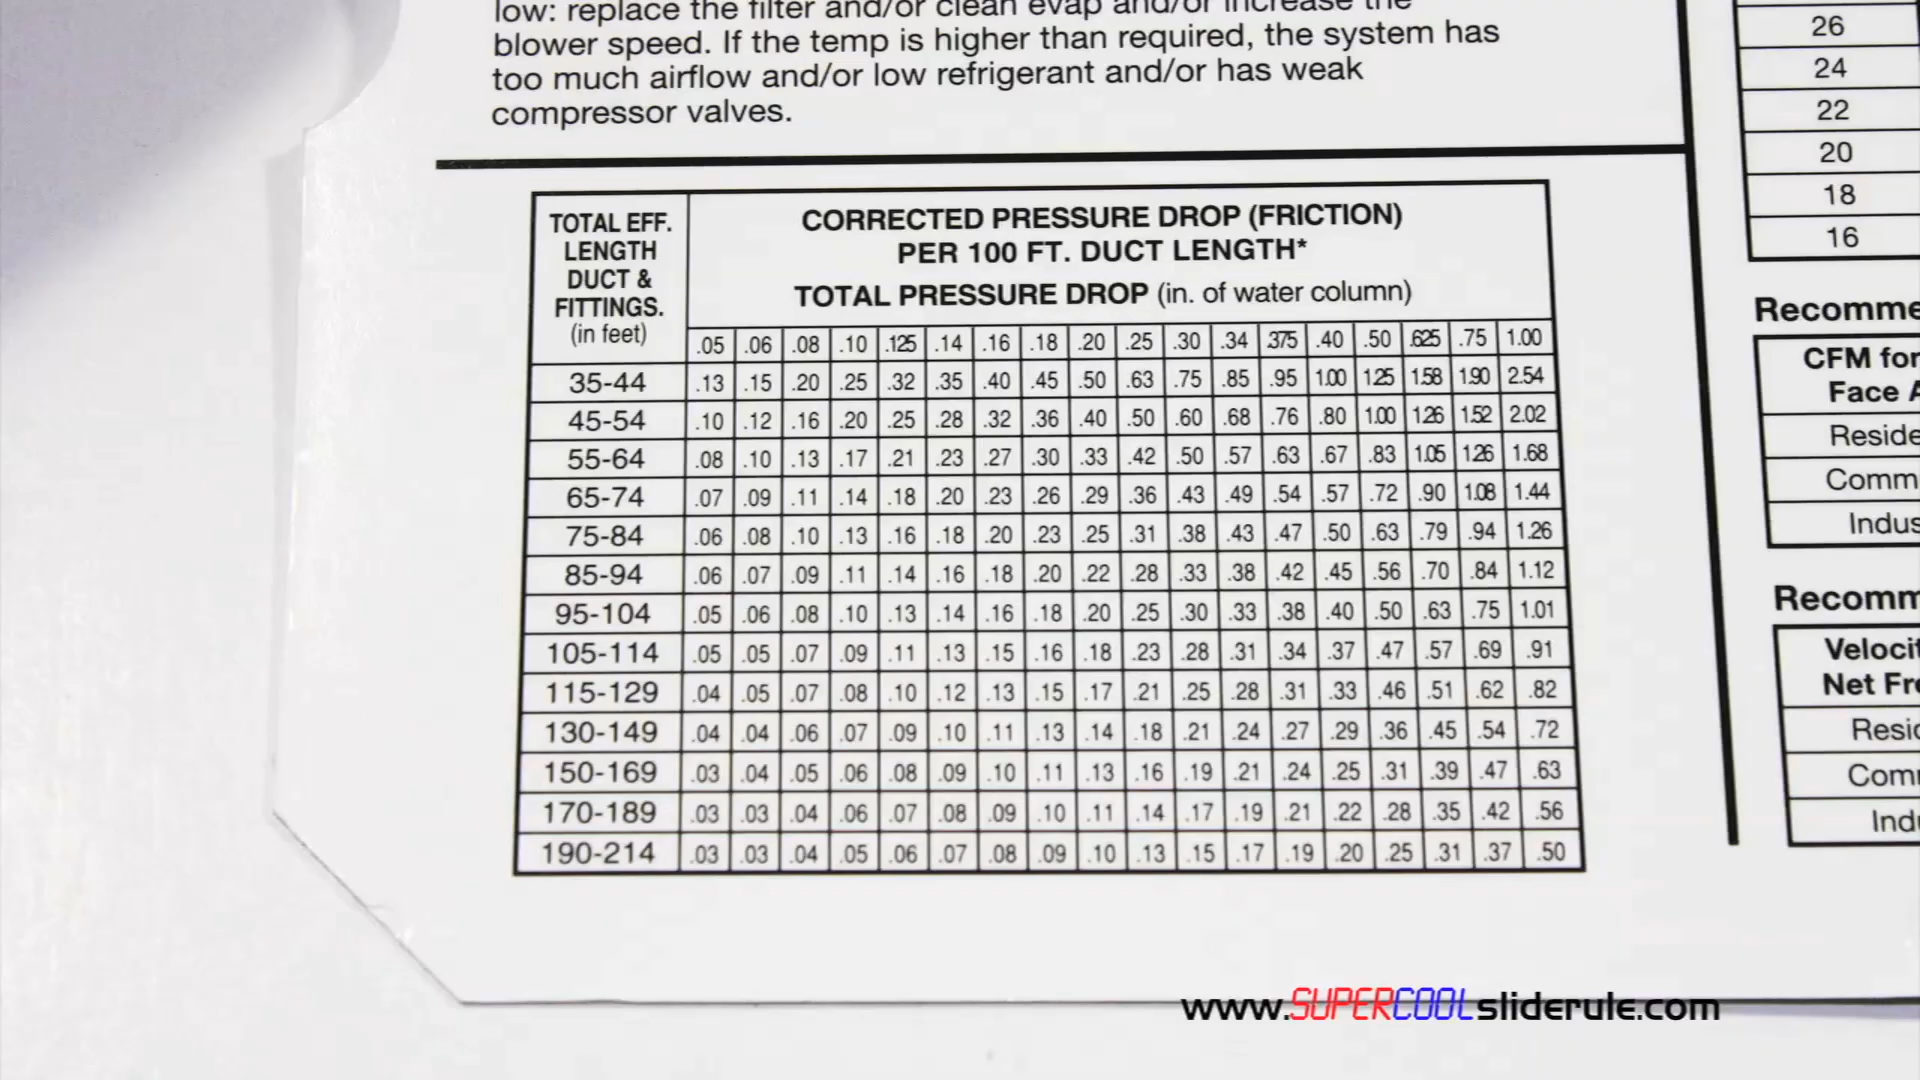 low: replace the filter and/or clean evap and/or increase the
blower speed. If the temp is higher than required, the system has
too much airflow and/or low refrigerant and/or has weak
compressor valves.
TOTAL EFF.
LENGTH
DUCT &
FITTINGS.
(in feet)
CORRECTED PRESSURE DROP (FRICTION)
PER 100 FT. DUCT LENGTH*
TOTAL PRESSURE DROP (in. of water column)
.05 .06 .08 .10 .125 .14 .16 .18 .20 .25 .30 .34 .375 .40 .50 .625 .75 1.00
35-44 .13 .15 .20 .25 .32 .35 .40 .45 .50 .63 .75 .85 .95 1.00 1.25 1.58 1.90 2.54
45-54 .10 .12 .16 .20 .25 .28 .32 .36 .40 .50 .60 .68 .76 .80 1.00 1.26 1.52 2.02
55-64 .08 .10 .13 .17 .21 .23 .27 .30 .33 .42 .50 .57 .63 .67 .83 1.05 1.26 1.68
65-74 .07 .09 .11 .14 .18 .20 .23 .26 .29 .36 .43 .49 .54 .57 .72 .90 1.08 1.44
75-84 .06 .08 .10 .13 .16 .18 .20 .23 .25 .31 .38 .43 .47 .50 .63 .79 .94 1.26
85-94 .06 .07 .09 .11 .14 .16 .18 .20 .22 .28 .33 .38 .42 .45 .56 .70 .84 1.12
95-104 .05 .06 .08 .10 .13 .14 .16 .18 .20 .25 .30 .33 .38 .40 .50 .63 .75 1.01
105-114 .05 .05 .07 .09 .11 .13 .15 .16 .18 .23 .28 .31 .34 .37 .47 .57 .69 .91
115-129 .04 .05 .07 .08 .10 .12 .13 .15 .17 .21 .25 .28 .31 .33 .46 .51 .62 .82
130-149 .04 .04 .06 .07 .09 .10 .11 .13 .14 .18 .21 .24 .27 .29 .36 .45 .54 .72
150-169 .03 .04 .05 .06 .08 .09 .10 .11 .13 .16 .19 .21 .24 .25 .31 .39 .47 .63
170-189 .03 .03 .04 .06 .07 .08 .09 .10 .11 .14 .17 .19 .21 .22 .28 .35 .42 .56
190-214 .03 .03 .04 .05 .06 .07 .08 .09 .10 .13 .15 .17 .19 .20 .25 .31 .37 .50
26
24
22
20
18
16
Recomme
CFM for
Face A
Reside
Comm
Indus
Recomm
Velocit
Net Fre
Resid
Comm
Indu
www.SUPERCOOLsliderule.com